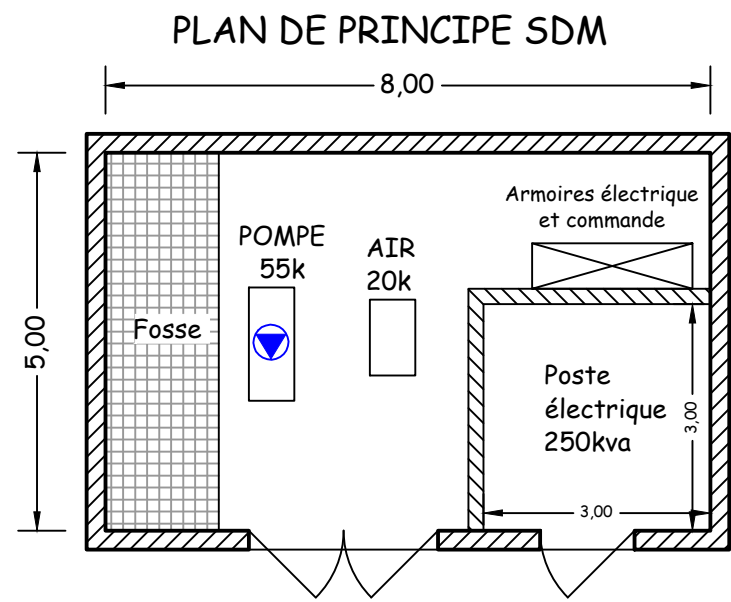 PLAN DE PRINCIPE SDM
8,00
Armoires électrique
et commande
POMPE
55k
AIR
20k
Fosse
5,00
Poste
électrique
250kva
3,00
3,00